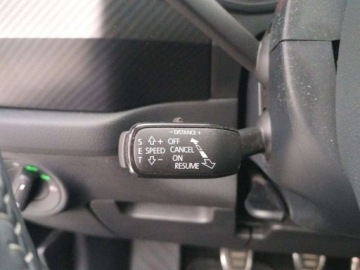 - DISTANCE +
S ⇧+ OFF
E SPEED CANCEL
T ⇩- ON
RESUME